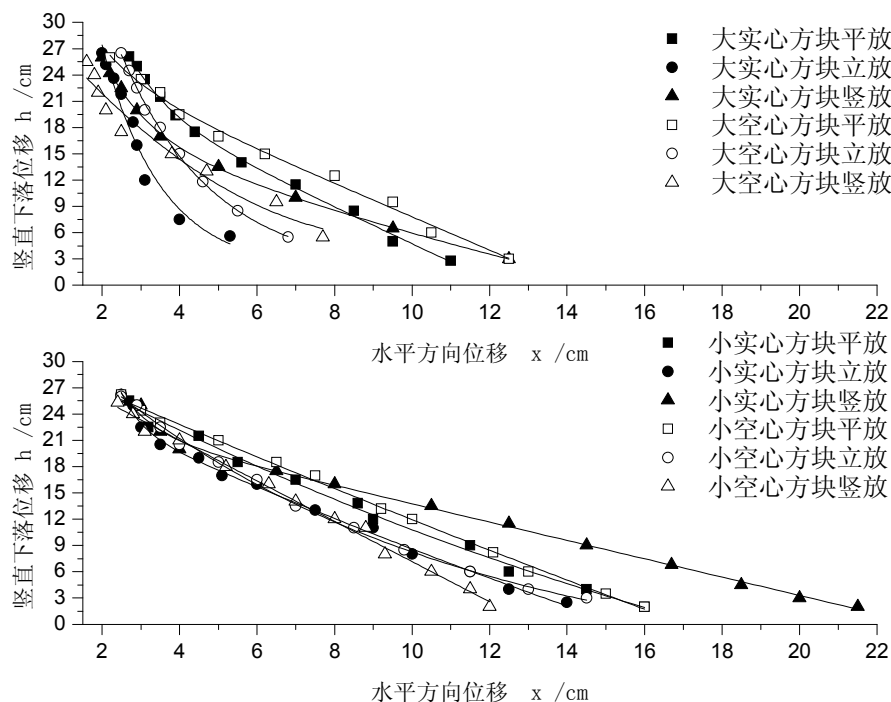 30
27
24
21
18
15
12
9
6
3
0
竖直下落位移 h /cm
大实心方块平放
大实心方块立放
大实心方块竖放
大空心方块平放
大空心方块立放
大空心方块竖放
2 4 6 8 10 12 14 16 18 20 22
水平方向位移 x /cm
30
27
24
21
18
15
12
9
6
3
0
竖直下落位移 h /cm
小实心方块平放
小实心方块立放
小实心方块竖放
小空心方块平放
小空心方块立放
小空心方块竖放
2 4 6 8 10 12 14 16 18 20 22
水平方向位移 x /cm